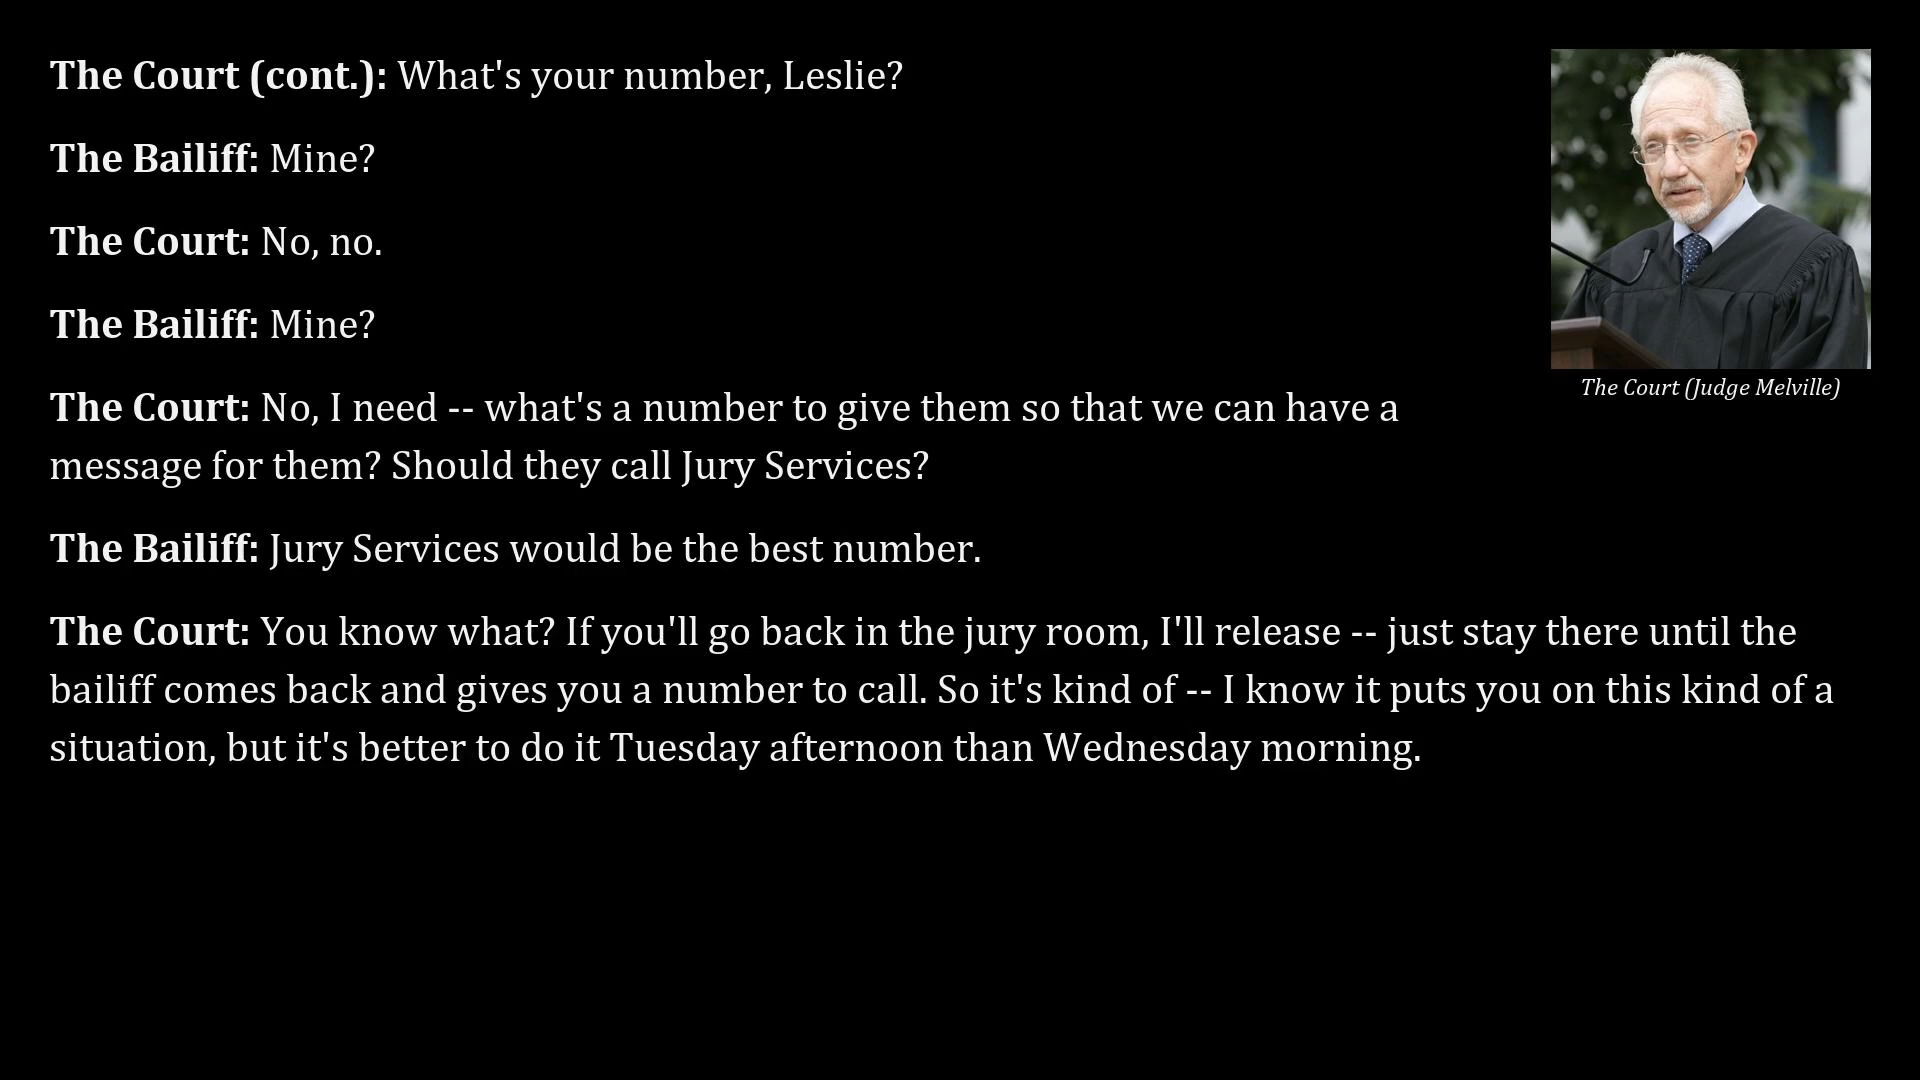 The Court (cont.): What's your number, Leslie?
The Bailiff: Mine?
The Court: No, no.
The Bailiff: Mine?
The Court: No, I need -- what's a number to give them so that we can have a
message for them? Should they call Jury Services?
The Bailiff: Jury Services would be the best number.
The Court: You know what? If you'll go back in the jury room, I'll release -- just stay there until the
bailiff comes back and gives you a number to call. So it's kind of -- I know it puts you on this kind of a
situation, but it's better to do it Tuesday afternoon than Wednesday morning.
The Court (Judge Melville)